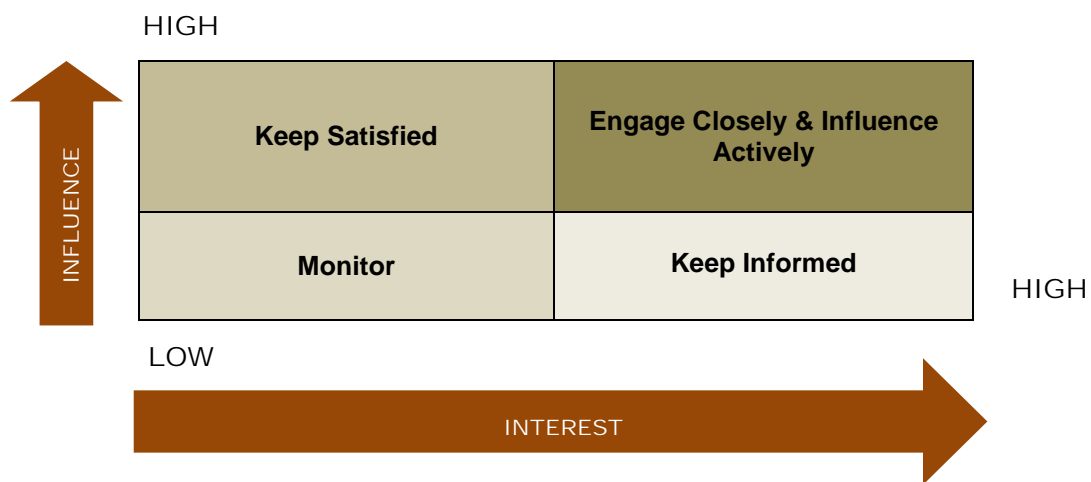 HIGH
Keep Satisfied
Engage Closely & Influence
Actively
INFLUENCE
Monitor
Keep Informed
HIGH
LOW
INTEREST